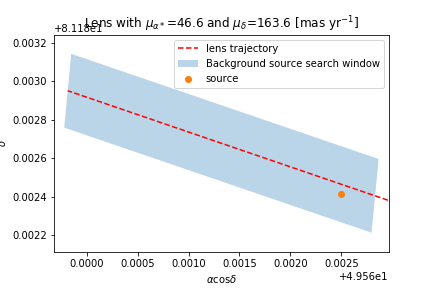 Lens with μα*=46.6 and μδ=163.6 [mas yr⁻¹]
+8.118e1
lens trajectory
Background source search window
source
0.0032
0.0030
0.0028
0.0026
0.0024
0.0022
δ
0.0000 0.0005 0.0010 0.0015 0.0020 0.0025
+4.956e1
αcosδ